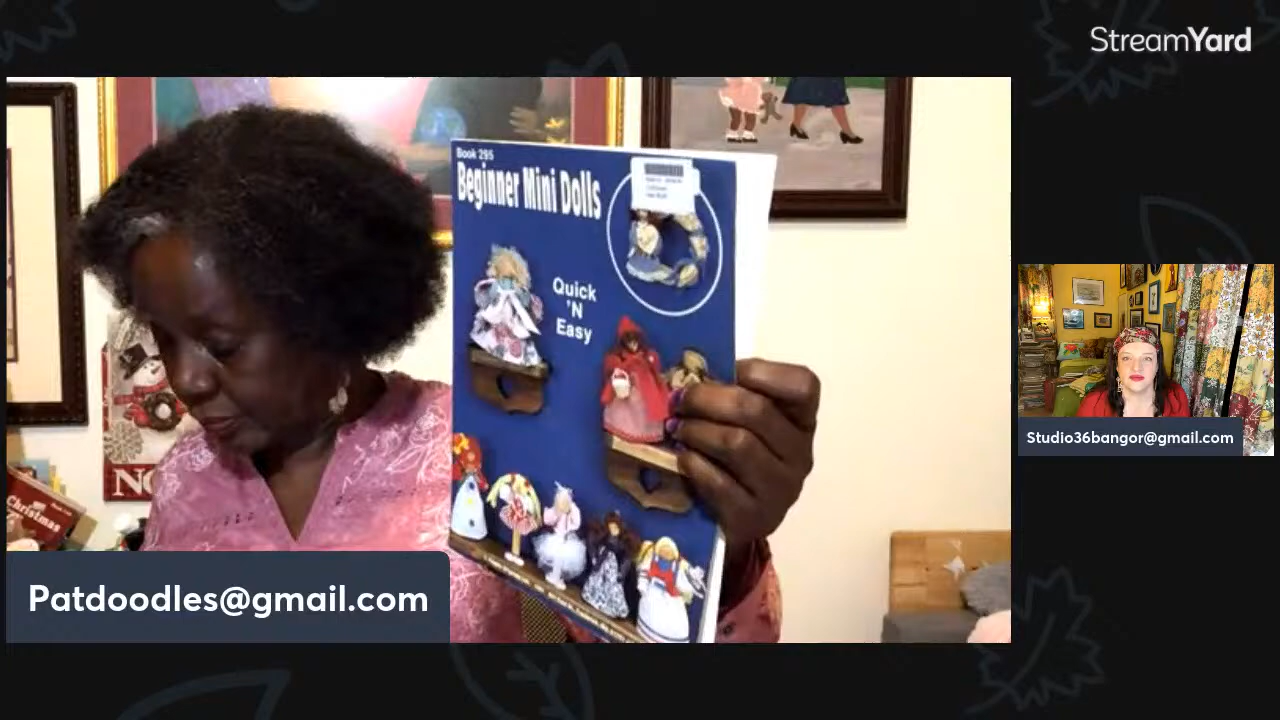 StreamYard
Book 295
Beginner Mini Dolls
Quick
'N
Easy
Christmas
NO
Patdoodles@gmail.com
Studio36bangor@gmail.com